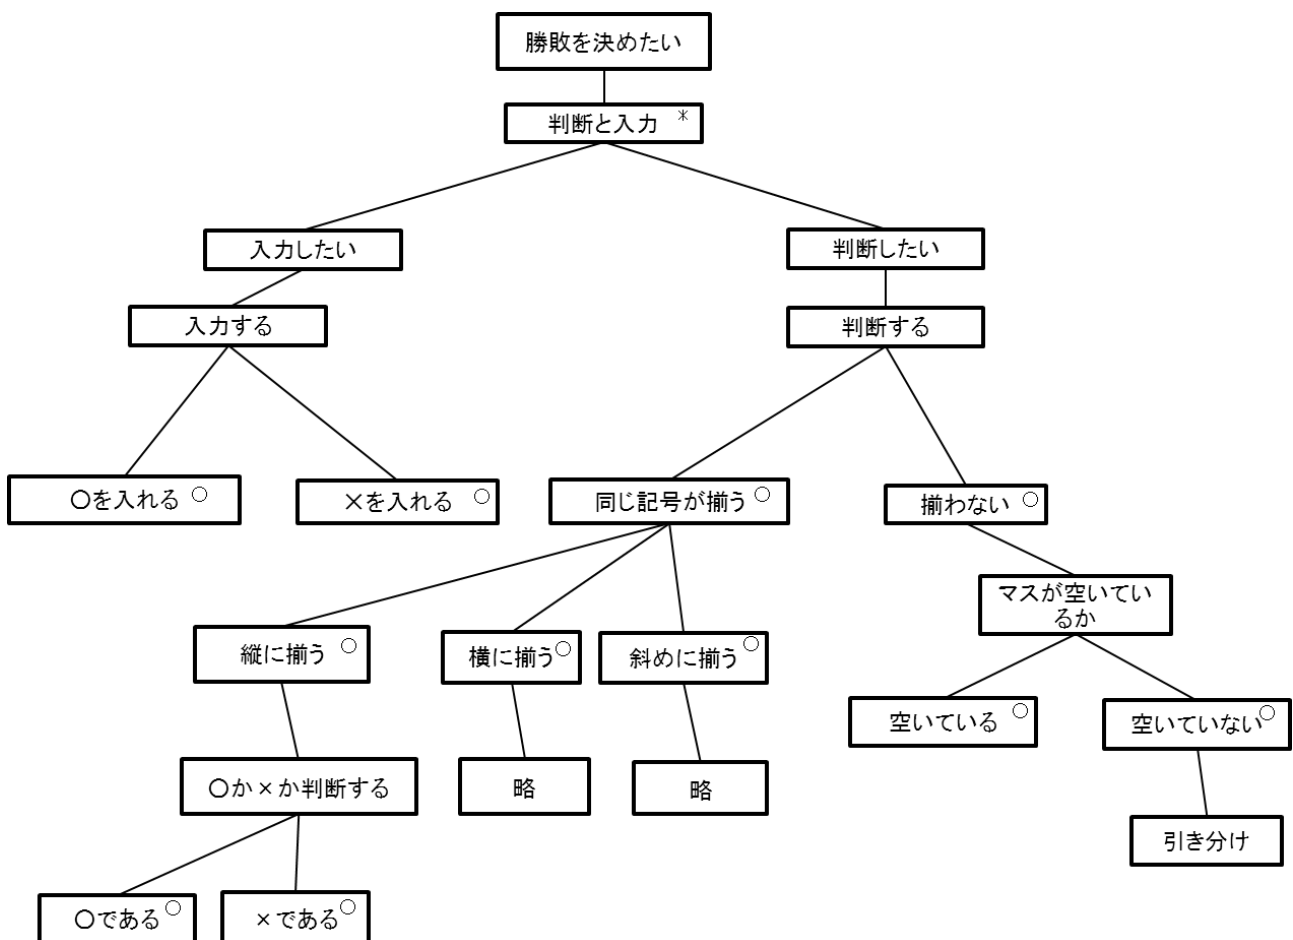 勝敗を決めたい
判断と入力 *
入力したい
判断したい
入力する
判断する
〇を入れる ○
×を入れる ○
同じ記号が揃う ○
揃わない ○
マスが空いてい
るか
縦に揃う ○
横に揃う ○
斜めに揃う ○
空いている ○
空いていない ○
〇か×か判断する
略
略
引き分け
〇である ○
×である ○